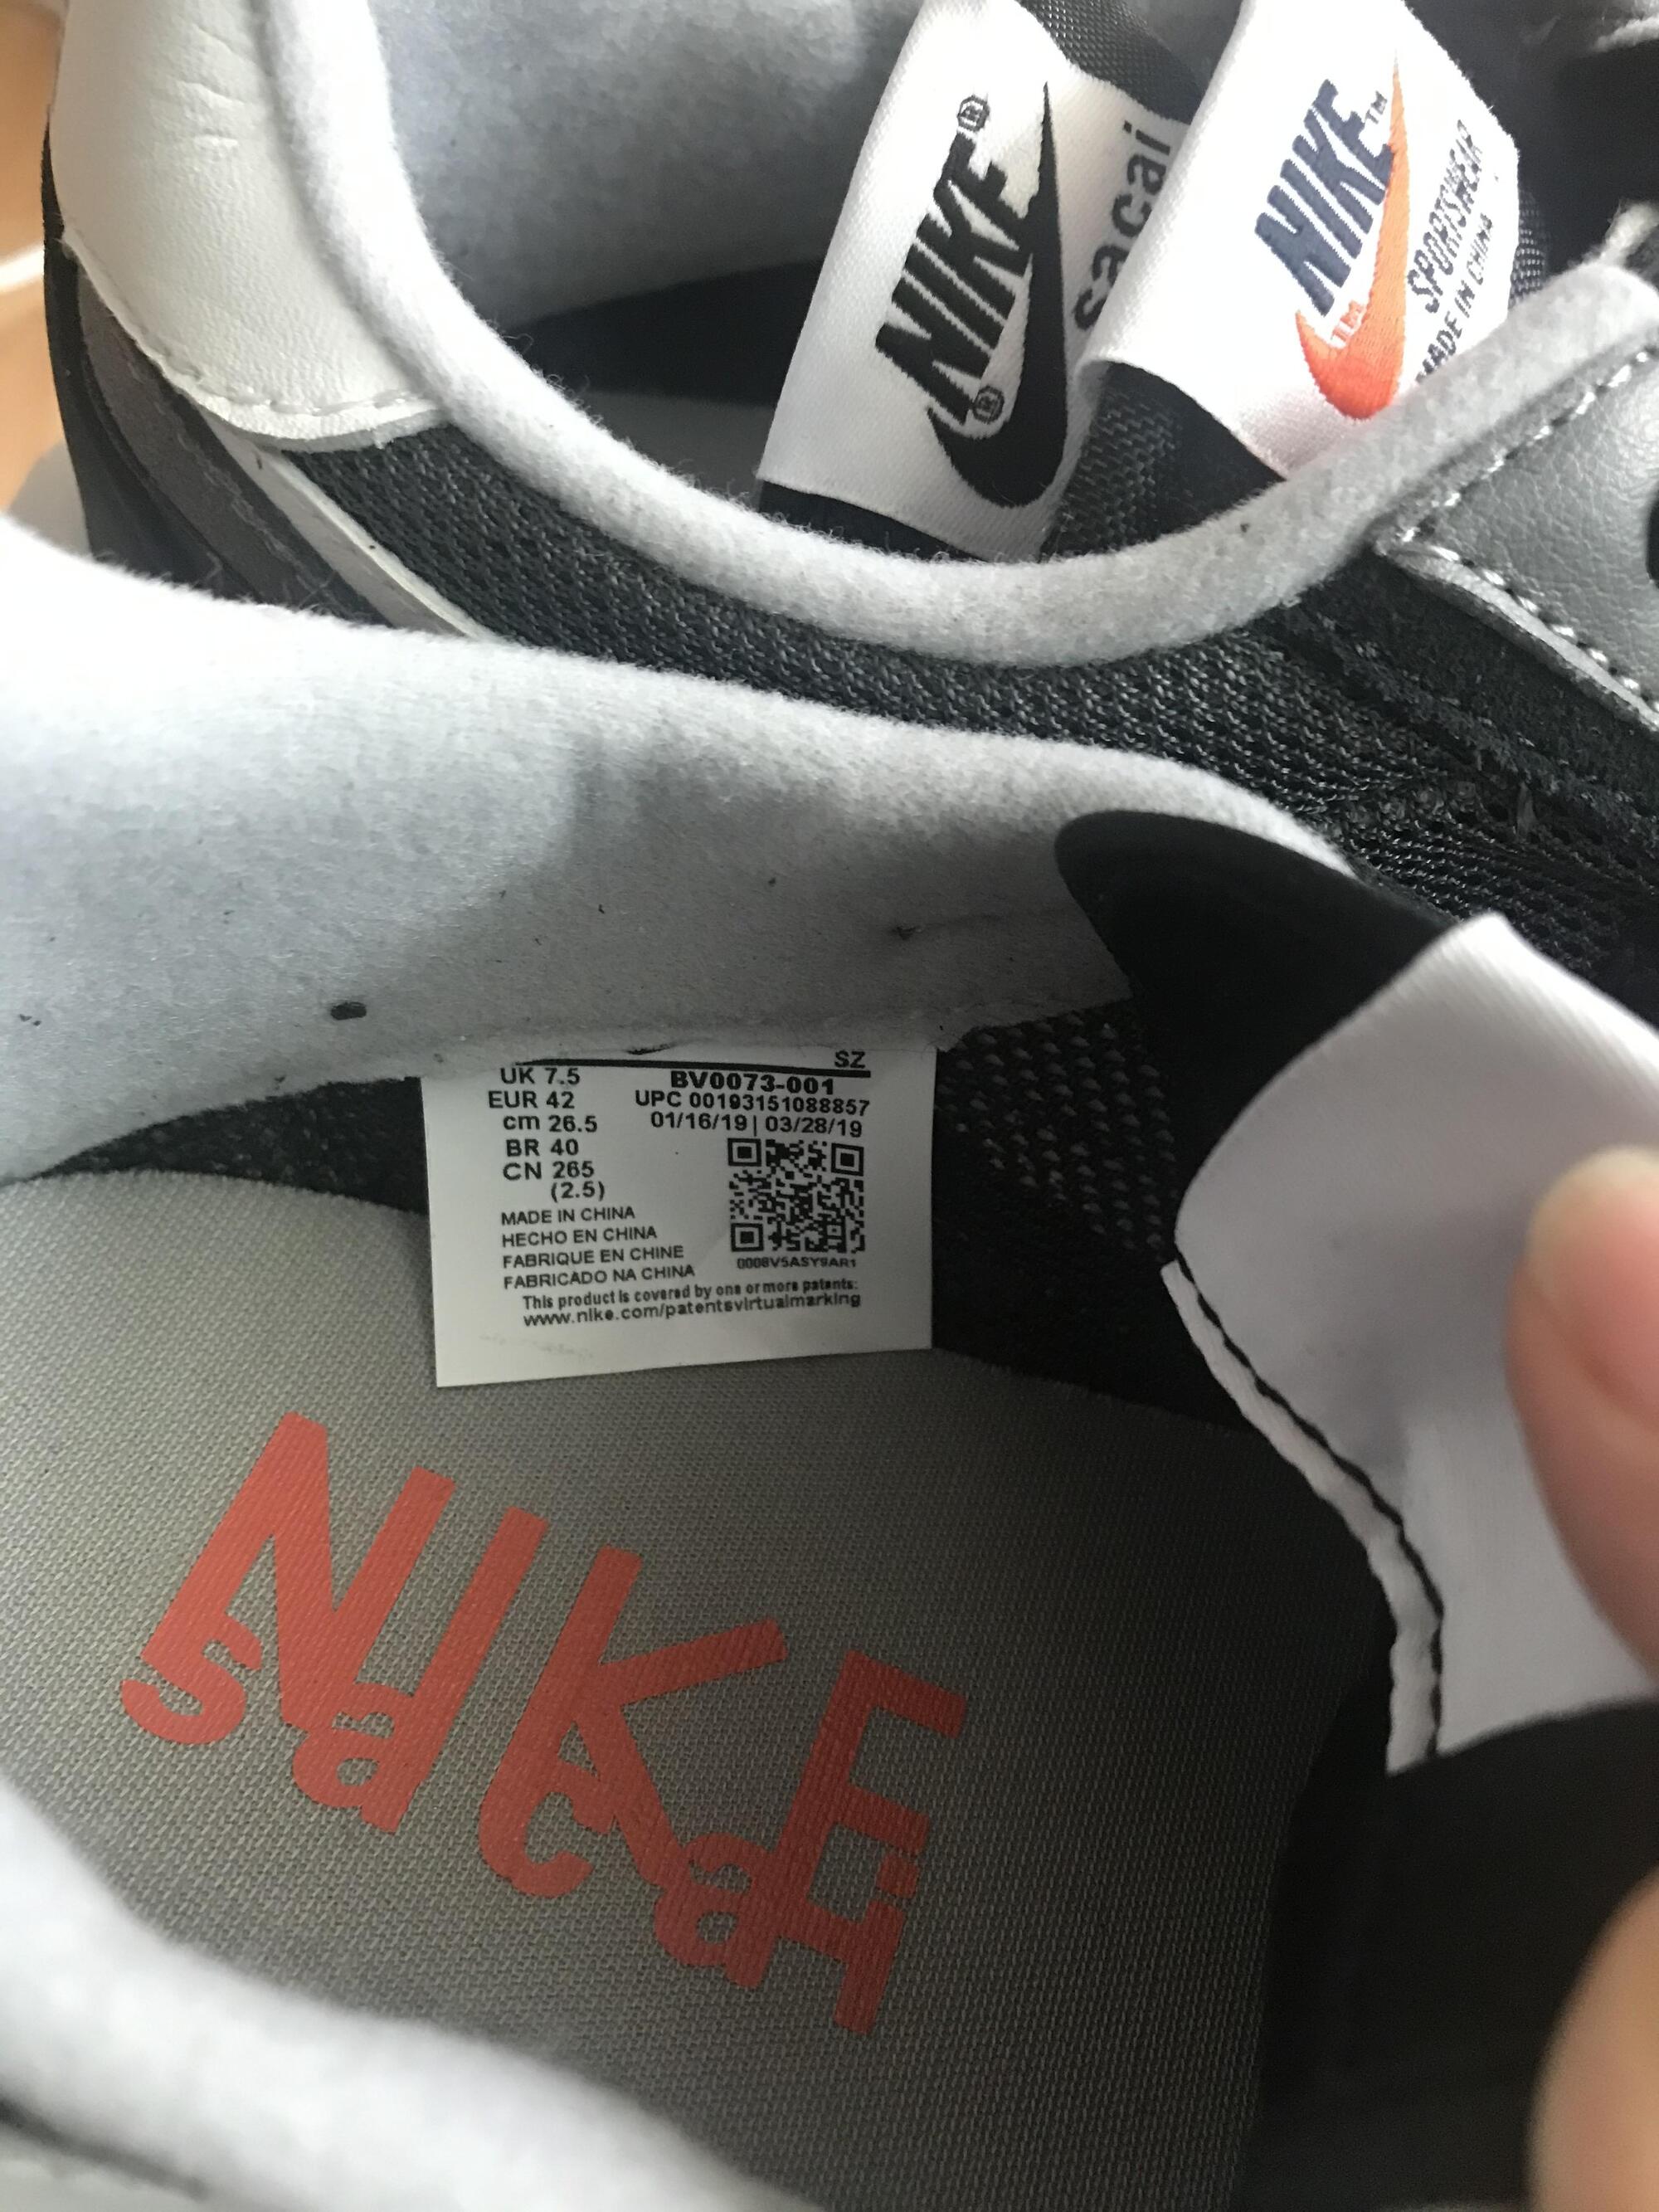 NIKE®
®
sacai
NIKE™
TM
SPORTSWEAR
MADE IN CHINA
SZ
UK 7.5
EUR 42
cm 26.5
BR 40
CN 265
(2.5)
BV0073-001
UPC 00193151088857
01/16/19 | 03/28/19
0008V5ASY9AR1
MADE IN CHINA
HECHO EN CHINA
FABRIQUE EN CHINE
FABRICADO NA CHINA
This product is covered by one or more patents:
www.nike.com/patentsvirtualmarking
NIKE
sacai